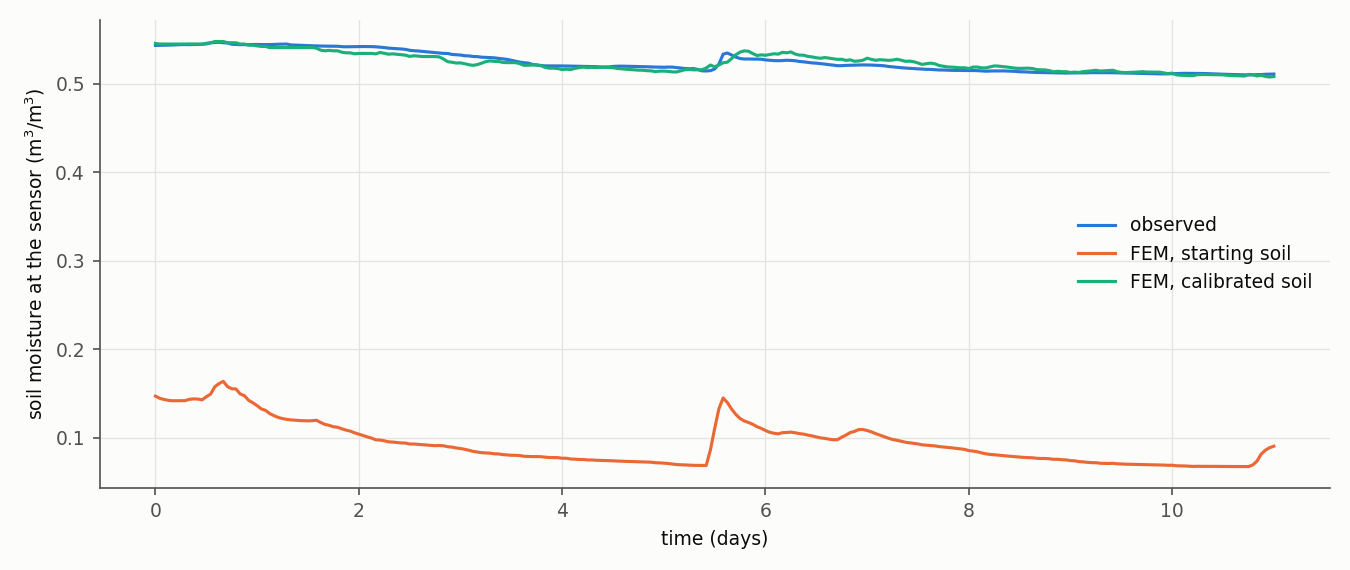 soil moisture at the sensor (m³/m³)
0.5
0.4
0.3
0.2
0.1
observed
FEM, starting soil
FEM, calibrated soil
0 2 4 6 8 10
time (days)